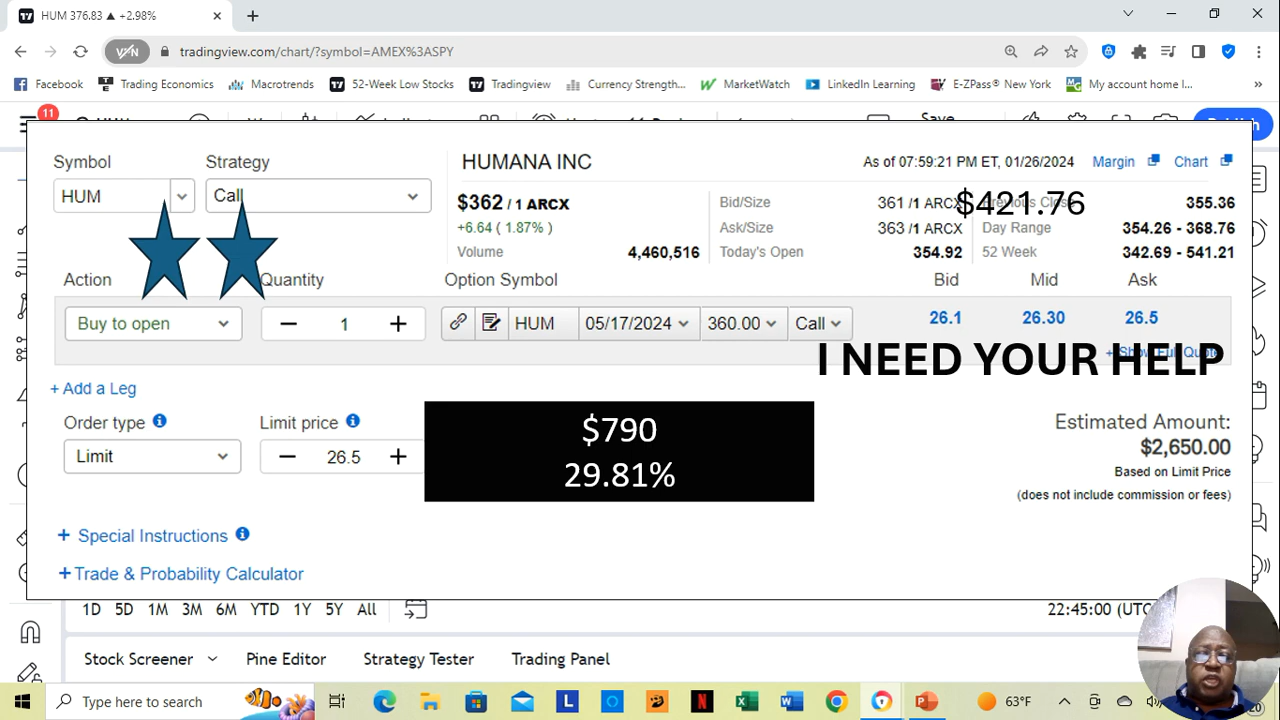 HUM 376.83 ▲ +2.98%
V/N tradingview.com/chart/?symbol=AMEX%3ASPY
Facebook Trading Economics Macrotrends 52-Week Low Stocks Tradingview Currency Strength... MarketWatch LinkedIn Learning E-ZPass® New York My account home l... »
11
Save
Symbol Strategy HUMANA INC As of 07:59:21 PM ET, 01/26/2024 Margin Chart
HUM Call $362 / 1 ARCX Bid/Size 361 /1 ARCX Previous Close 355.36
$421.76
+6.64 ( 1.87% ) Ask/Size 363 /1 ARCX Day Range 354.26 - 368.76
Volume 4,460,516 Today's Open 354.92 52 Week 342.69 - 541.21
Action Quantity Option Symbol Bid Mid Ask
Buy to open 1 HUM 05/17/2024 360.00 Call 26.1 26.30 26.5
+ Show Full Quote
I NEED YOUR HELP
+ Add a Leg
Order type Limit price Estimated Amount:
Limit 26.5 $2,650.00
$790
29.81%
Based on Limit Price
(does not include commission or fees)
+ Special Instructions
+ Trade & Probability Calculator
1D 5D 1M 3M 6M YTD 1Y 5Y All 22:45:00 (UTC
Stock Screener Pine Editor Strategy Tester Trading Panel
Type here to search 63°F